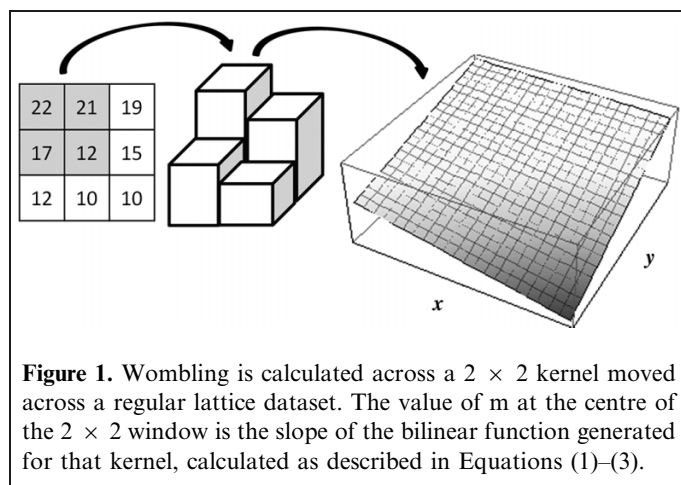 22 21 19
17 12 15
12 10 10
y
x
Figure 1. Wombling is calculated across a 2 × 2 kernel moved
across a regular lattice dataset. The value of m at the centre of
the 2 × 2 window is the slope of the bilinear function generated
for that kernel, calculated as described in Equations (1)–(3).